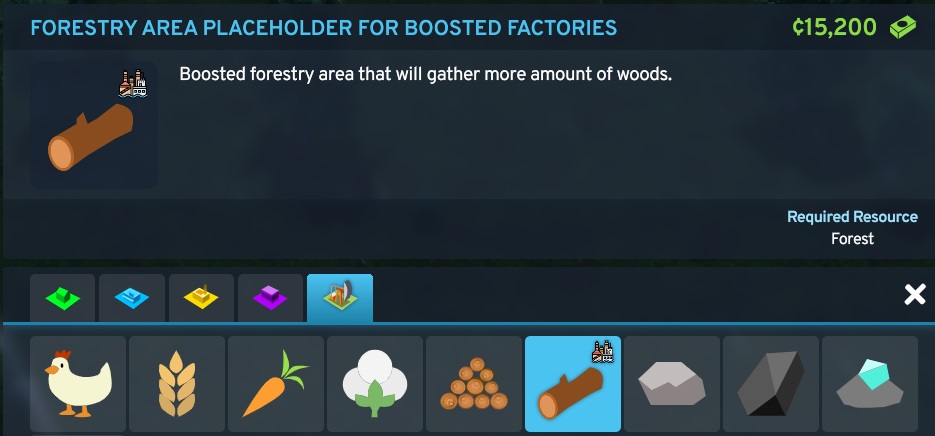 FORESTRY AREA PLACEHOLDER FOR BOOSTED FACTORIES
¢15,200
Boosted forestry area that will gather more amount of woods.
Required Resource
Forest